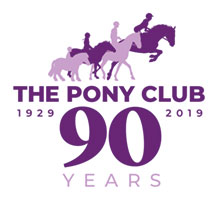 THE PONY CLUB
1929 2019
90
YEARS